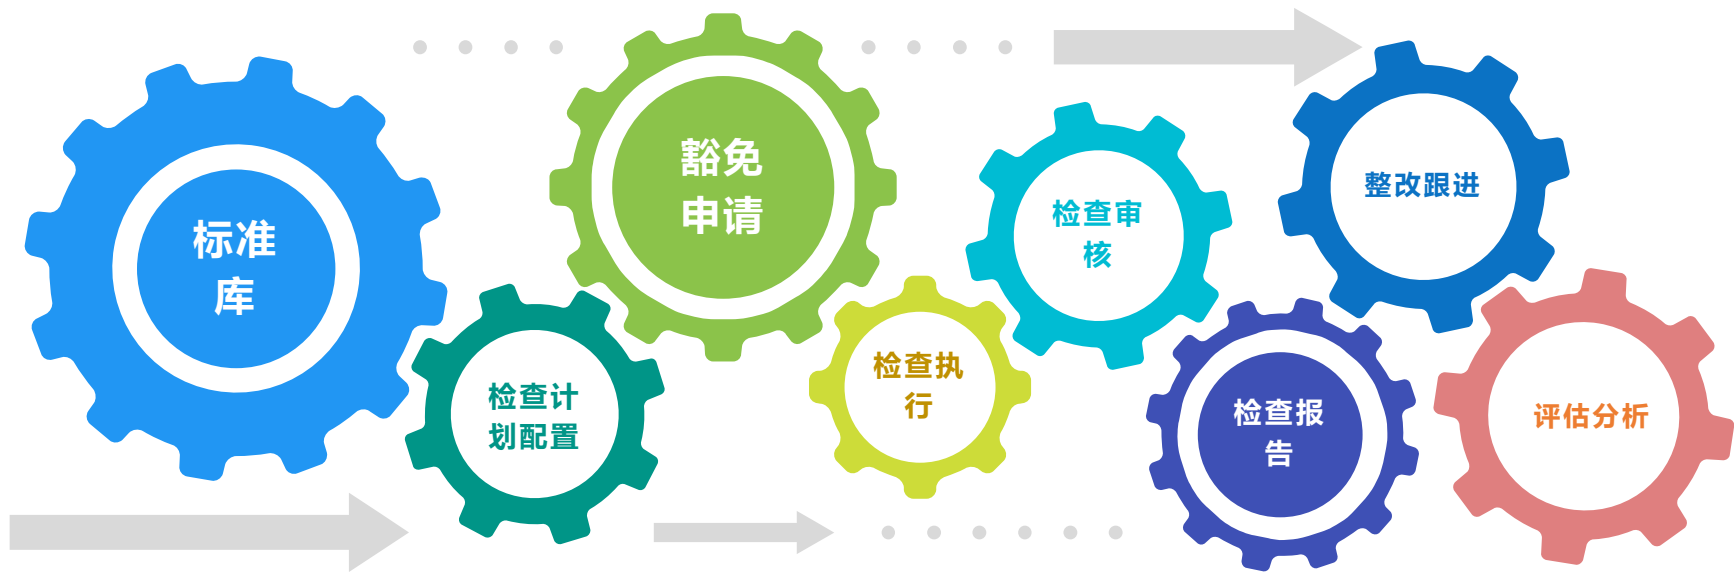 标准
库
检查计
划配置
豁免
申请
检查执
行
检查审
核
检查报
告
整改跟进
评估分析